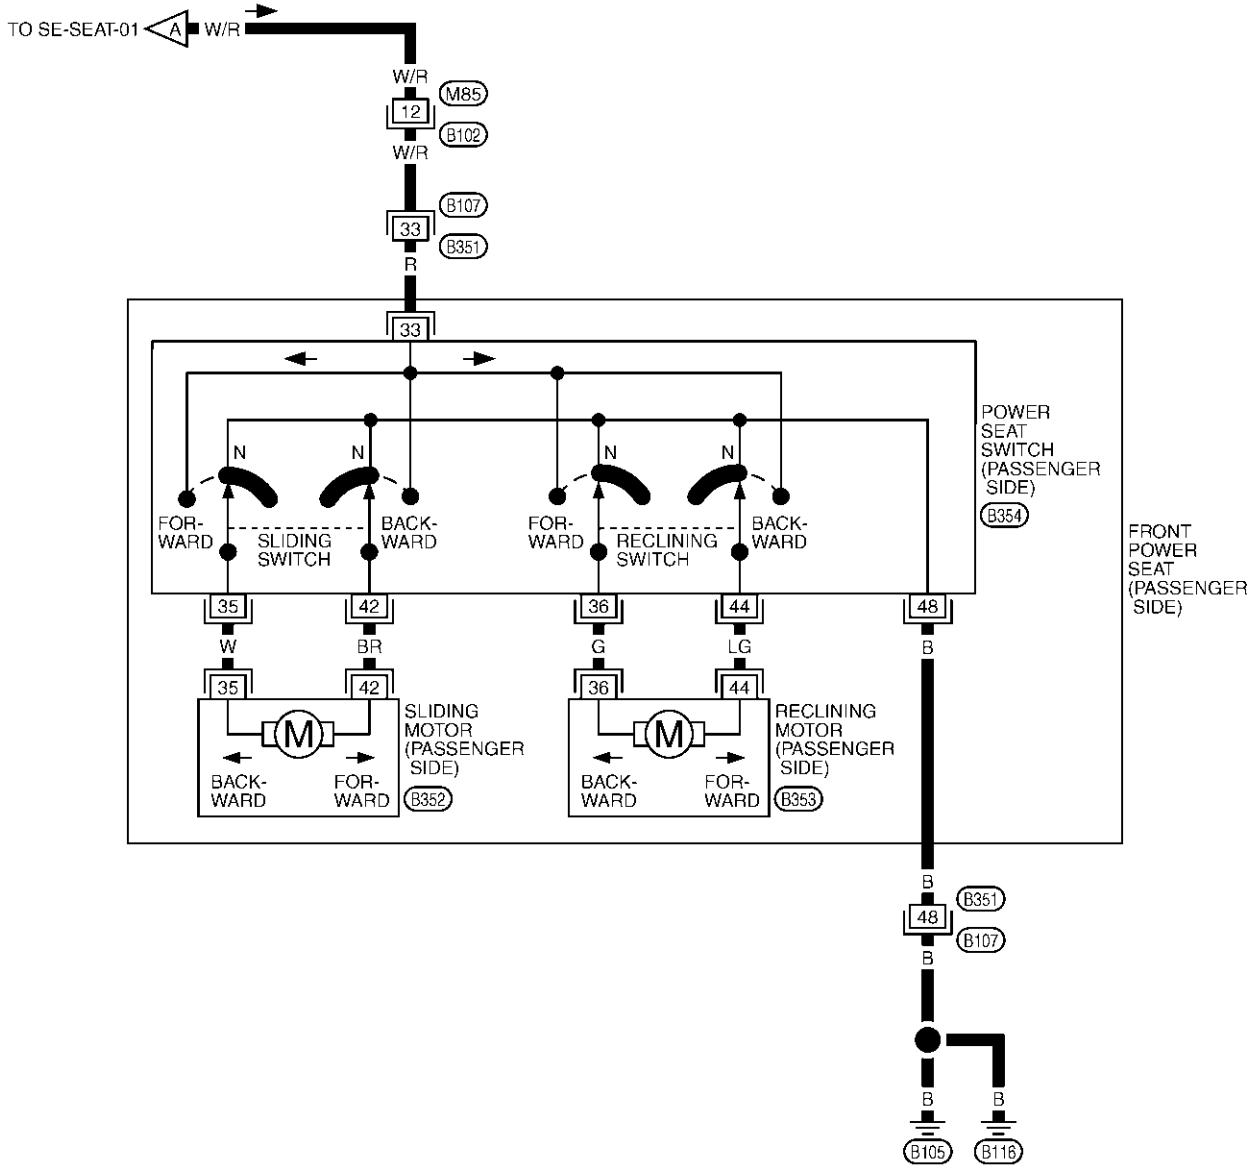 TO SE-SEAT-01 A W/R
W/R
M85
12
B102
W/R
B107
33
B351
R
33
N N N N
FOR-
WARD
SLIDING
SWITCH
BACK-
WARD
FOR-
WARD
RECLINING
SWITCH
BACK-
WARD
POWER
SEAT
SWITCH
(PASSENGER
SIDE)
B354
FRONT
POWER
SEAT
(PASSENGER
SIDE)
35 42 36 44 48
W BR G LG B
35 42 36 44
M
BACK-
WARD
FOR-
WARD
SLIDING
MOTOR
(PASSENGER
SIDE)
B352
M
BACK-
WARD
FOR-
WARD
RECLINING
MOTOR
(PASSENGER
SIDE)
B353
B
B351
48
B107
B
B B
B105 B116